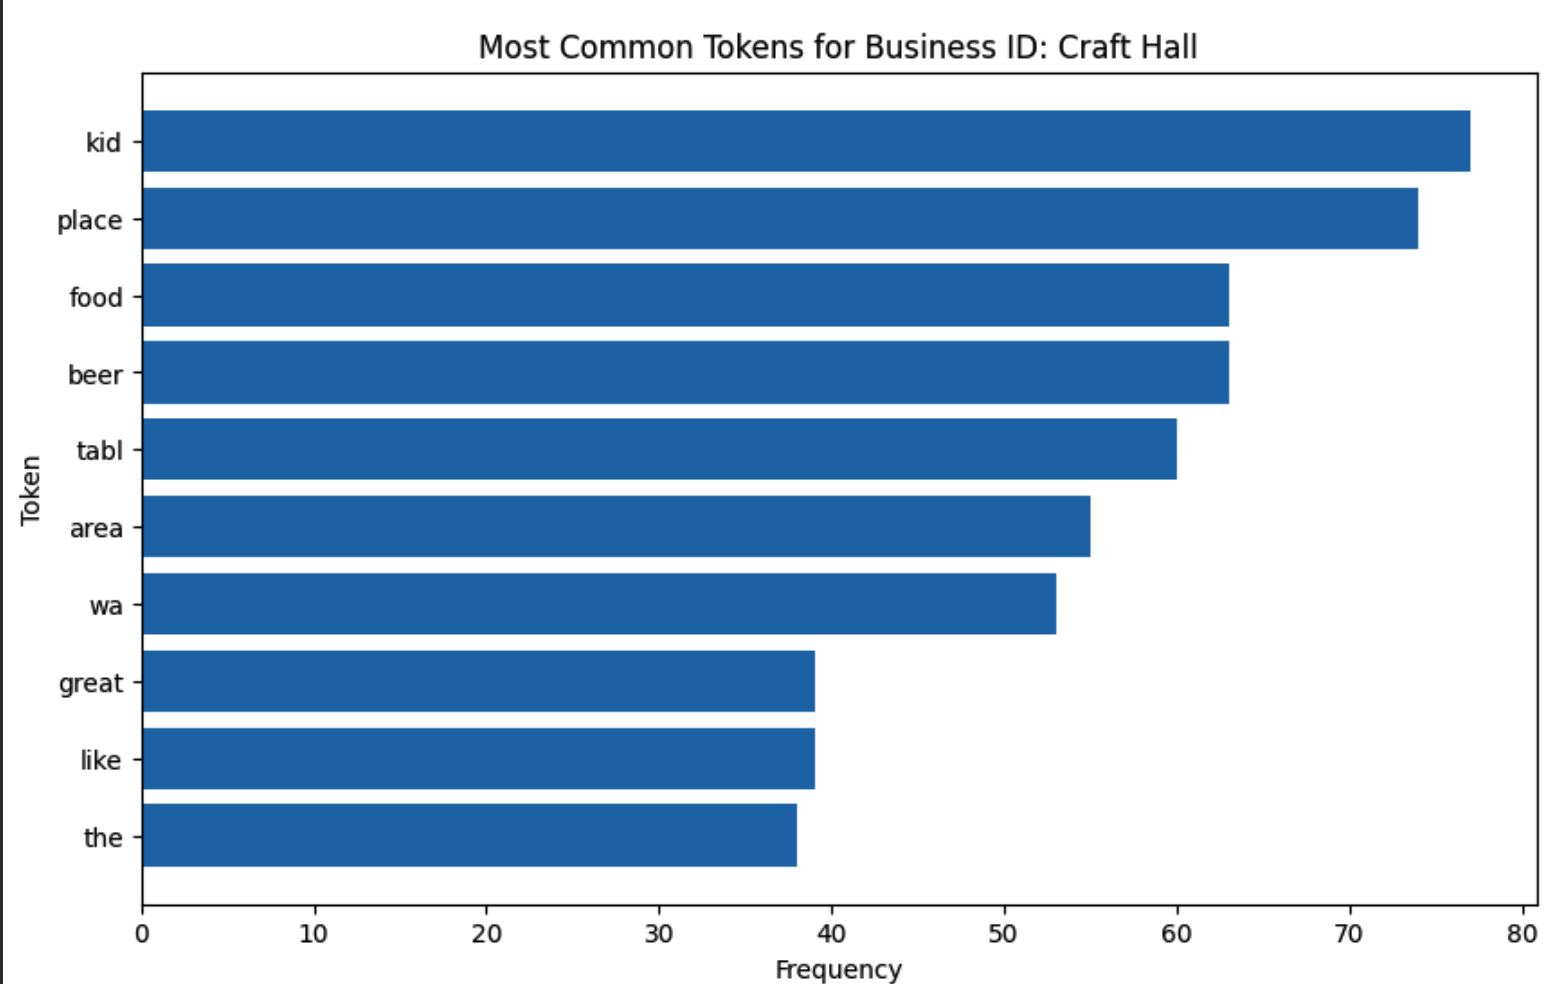 Most Common Tokens for Business ID: Craft Hall
kid
place
food
beer
tabl
area
wa
great
like
the
Token
0 10 20 30 40 50 60 70 80
Frequency